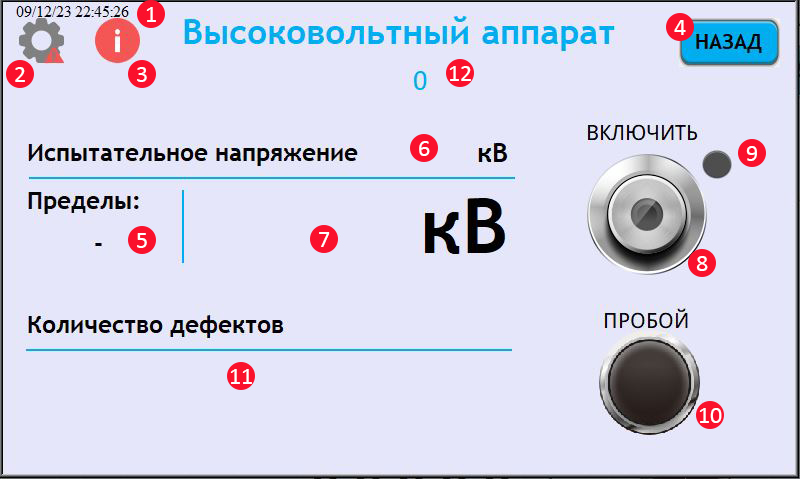 09/12/23 22:45:26 1
2 i 3
Высоковольтный аппарат
4 НАЗАД
0 12
Испытательное напряжение 6 кВ
Пределы:
- 5
7 кВ
ВКЛЮЧИТЬ
9
8
Количество дефектов
11
ПРОБОЙ
10